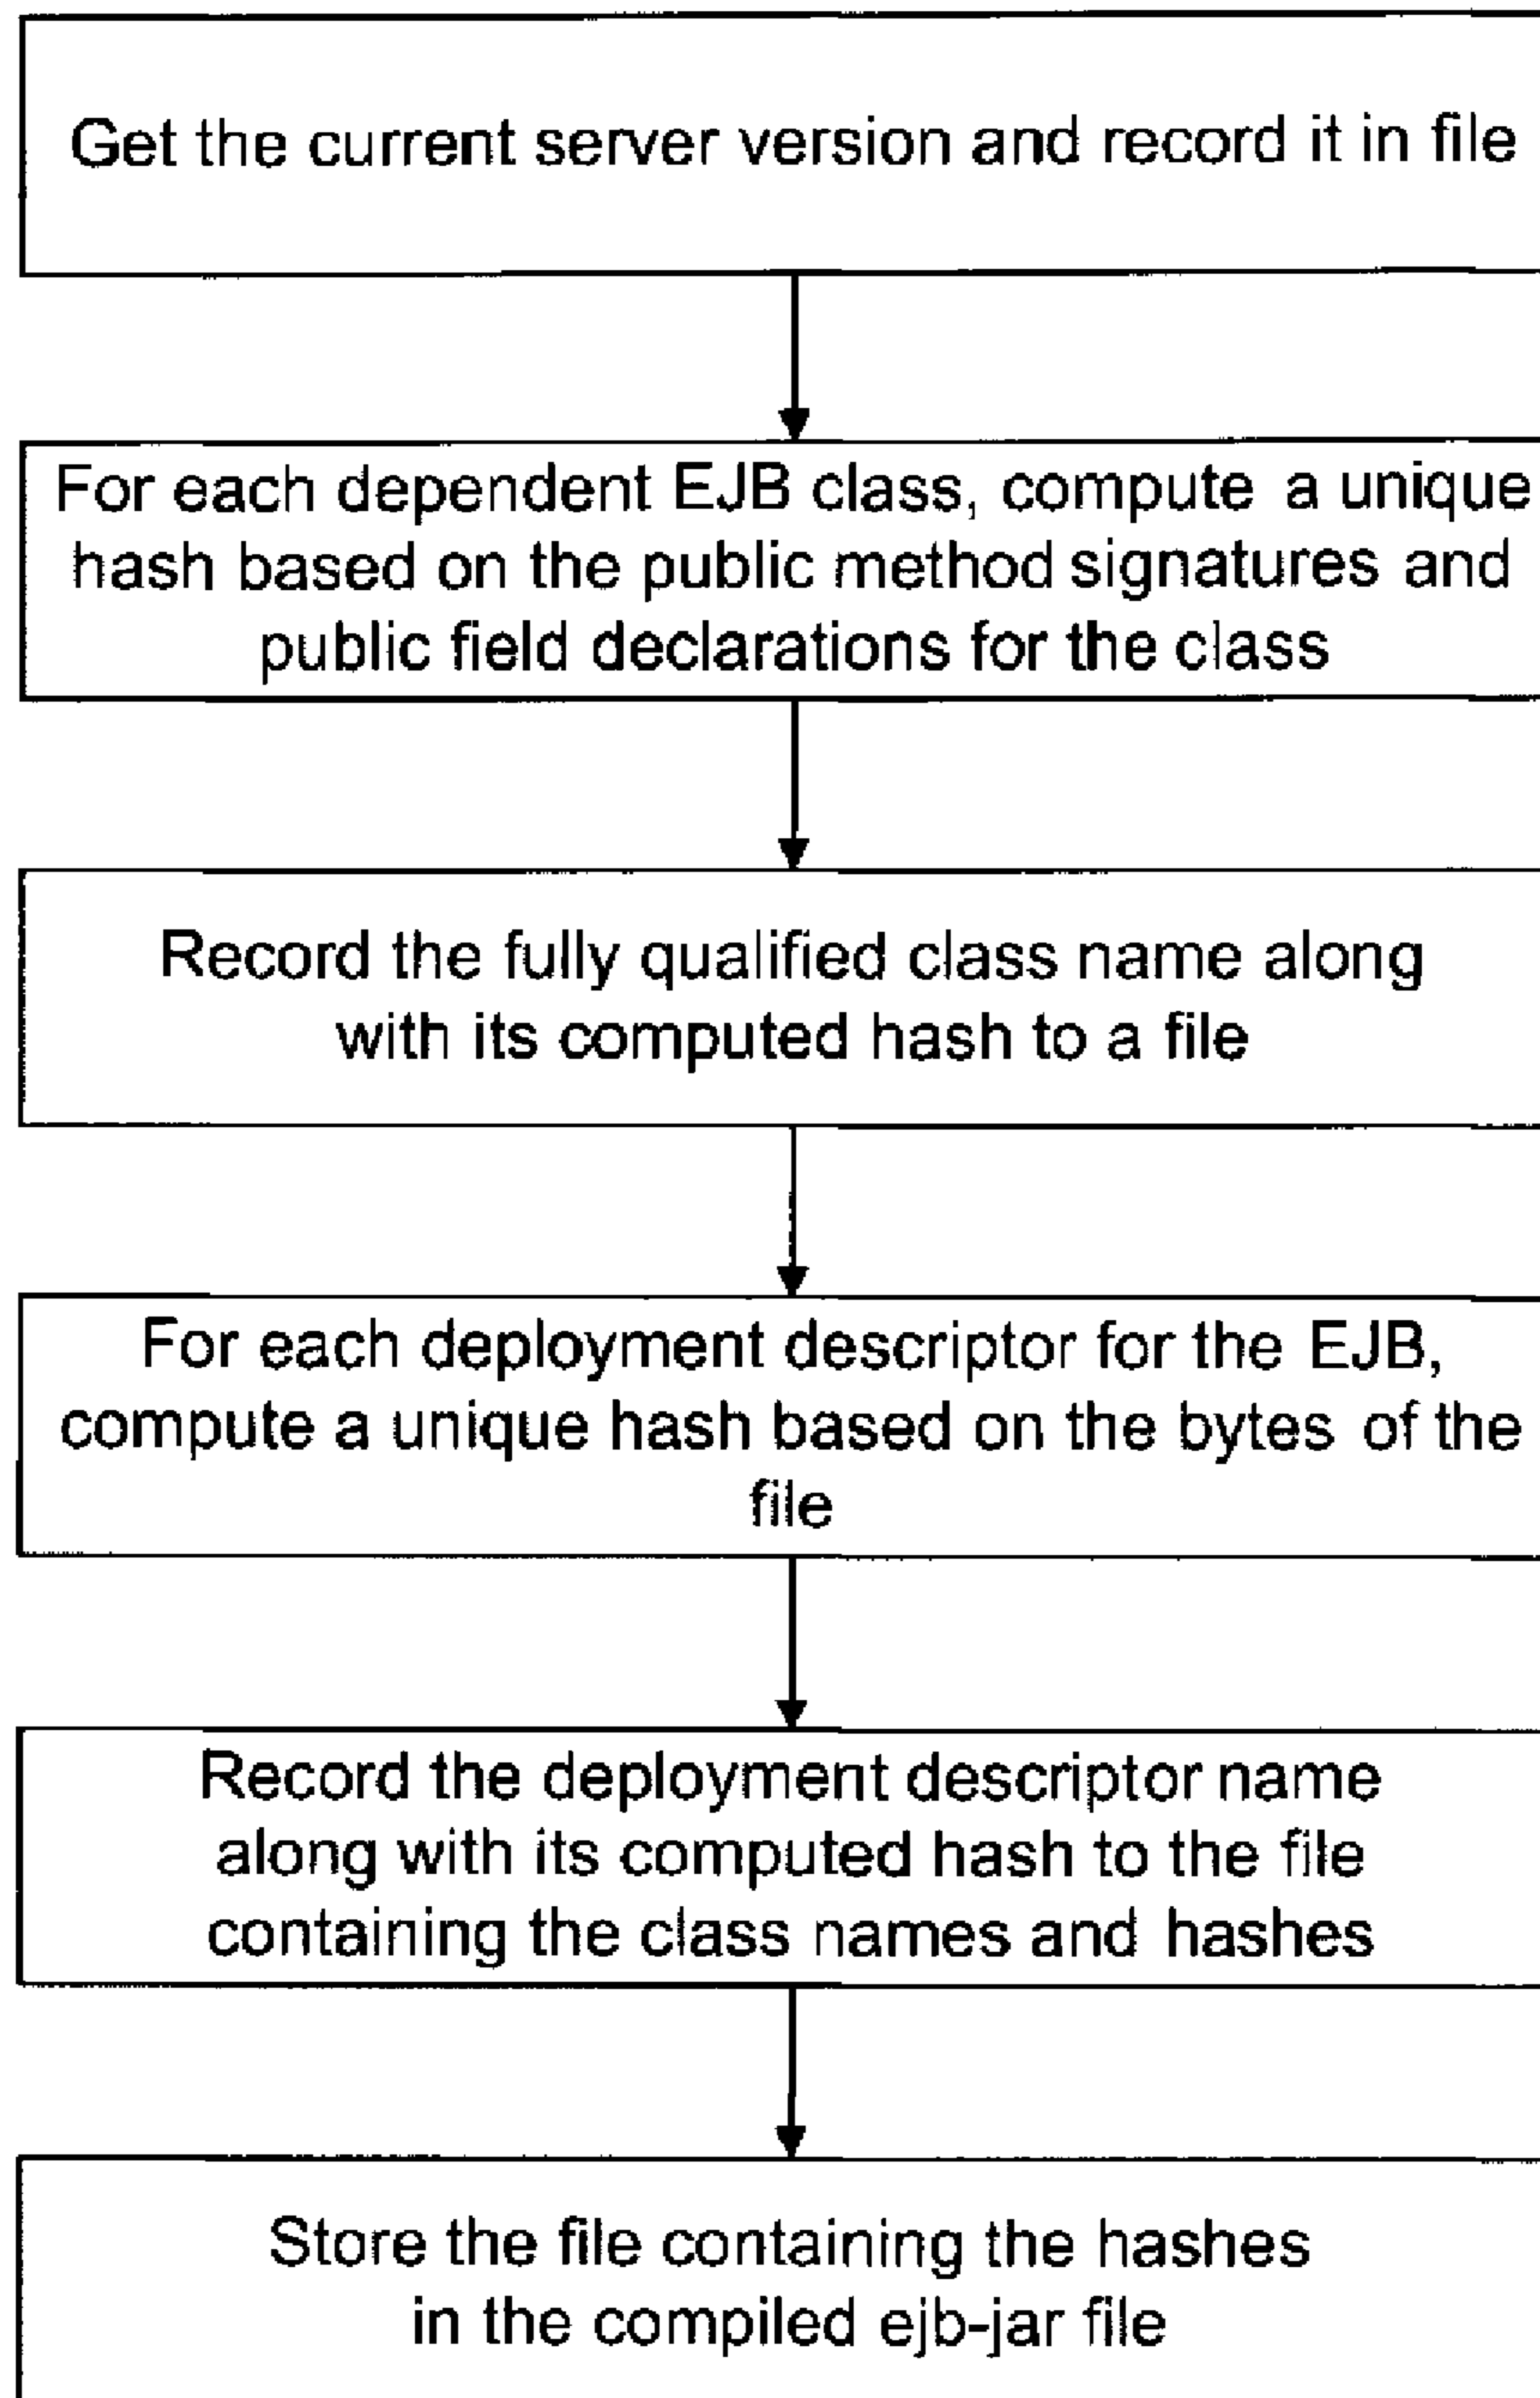 Get the current server version and record it in file
For each dependent EJB class, compute a unique
hash based on the public method signatures and
public field declarations for the class
Record the fully qualified class name along
with its computed hash to a file
For each deployment descriptor for the EJB,
compute a unique hash based on the bytes of the
file
Record the deployment descriptor name
along with its computed hash to the file
containing the class names and hashes
Store the file containing the hashes
in the compiled ejb-jar file